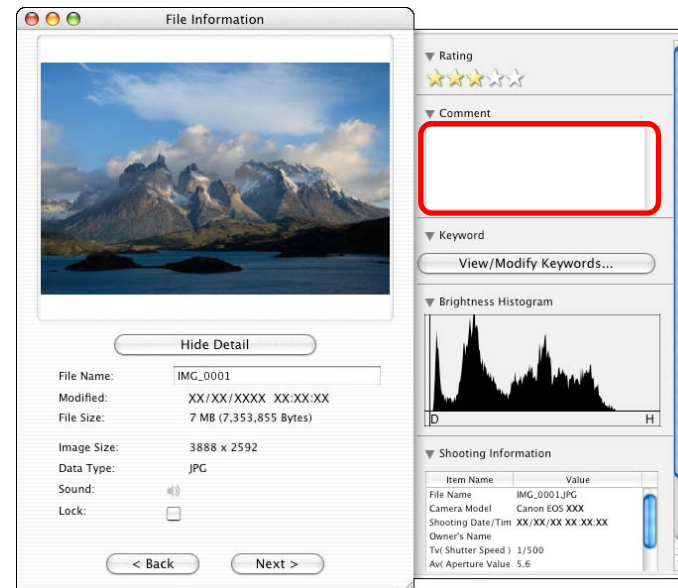 File Information
Hide Detail
File Name: IMG_0001
Modified: XX/XX/XXXX XX:XX:XX
File Size: 7 MB (7,353,855 Bytes)
Image Size: 3888 x 2592
Data Type: JPG
Sound:
Lock:
< Back Next >
Rating
Comment
Keyword
View/Modify Keywords...
Brightness Histogram
D H
Shooting Information
Item Name Value
File Name IMG_0001.JPG
Camera Model Canon EOS XXX
Shooting Date/Tim XX/XX/XX XX:XX:XX
Owner's Name
Tv( Shutter Speed ) 1/500
Av( Aperture Value 5.6